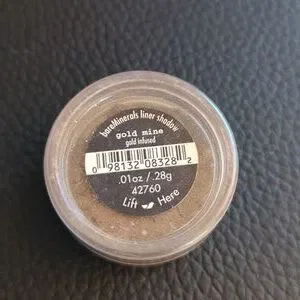 bareMinerals liner shadow
gold mine
gold infused
0 98132 08328 2
.01oz / .28g
42760
Lift Here